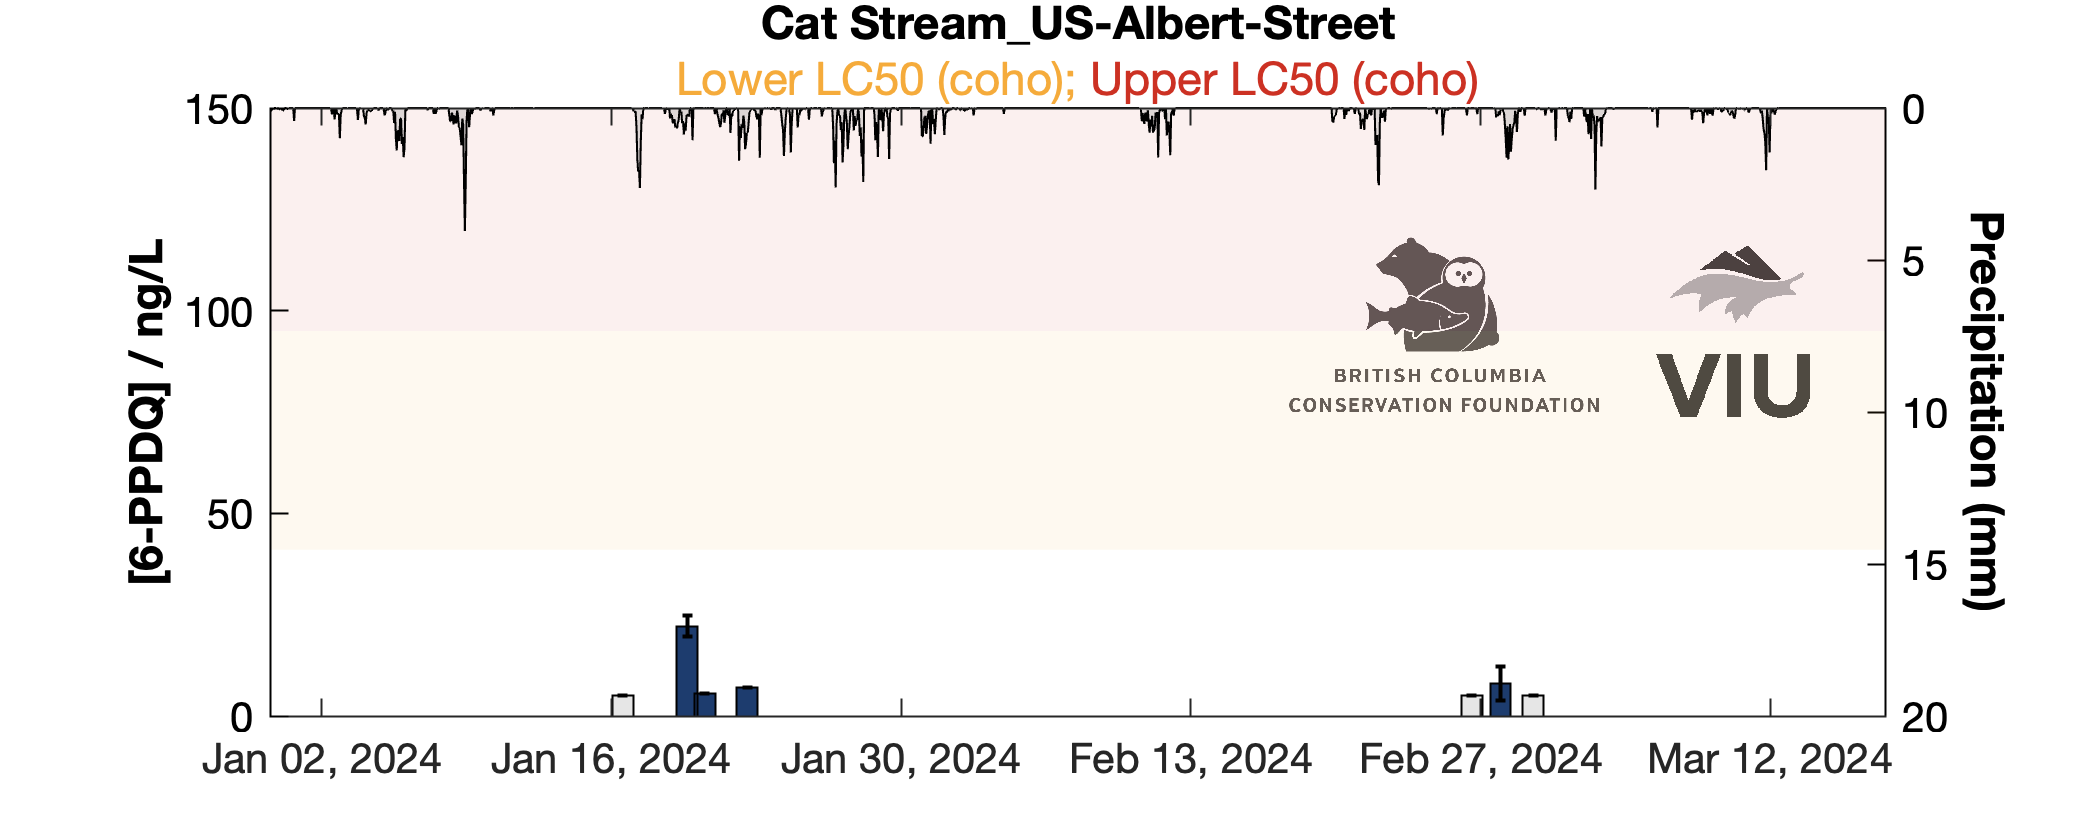 Cat Stream_US-Albert-Street
Lower LC50 (coho); Upper LC50 (coho)
150
100
50
0
[6-PPDQ] / ng/L
0
5
10
15
20
Precipitation (mm)
BRITISH COLUMBIA
CONSERVATION FOUNDATION
VIU
Jan 02, 2024
Jan 16, 2024
Jan 30, 2024
Feb 13, 2024
Feb 27, 2024
Mar 12, 2024